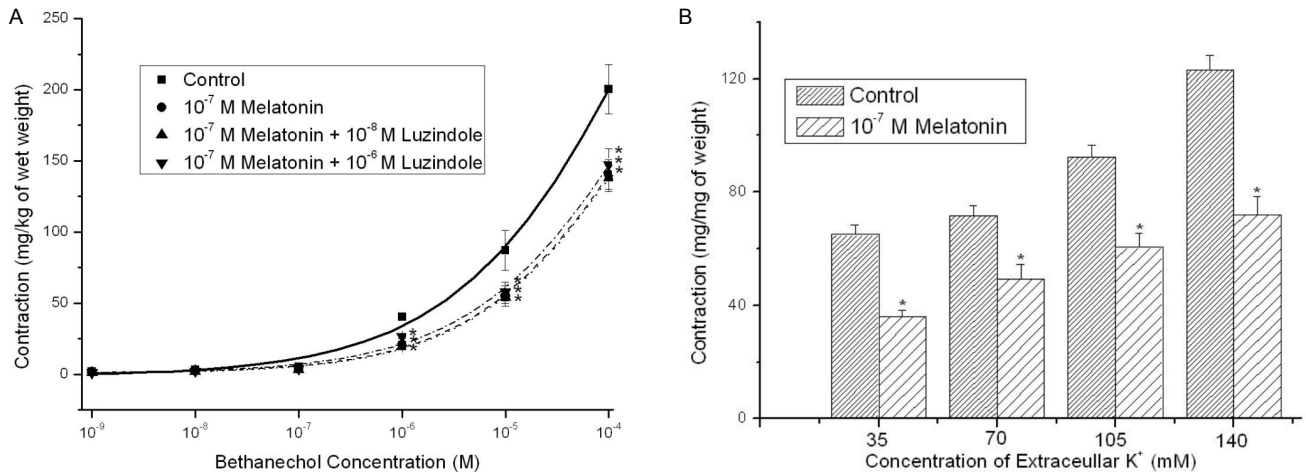 A
Contraction (mg/kg of wet weight)
250
200
150
100
50
0
Control
10⁻⁷ M Melatonin
10⁻⁷ M Melatonin + 10⁻⁸ M Luzindole
10⁻⁷ M Melatonin + 10⁻⁶ M Luzindole
* * *
* * *
* * *
10⁻⁹ 10⁻⁸ 10⁻⁷ 10⁻⁶ 10⁻⁵ 10⁻⁴
Bethanechol Concentration (M)
B
Contraction (mg/mg of weight)
120
80
40
0
Control
10⁻⁷ M Melatonin
* * * *
35 70 105 140
Concentration of Extraceullar K⁺ (mM)